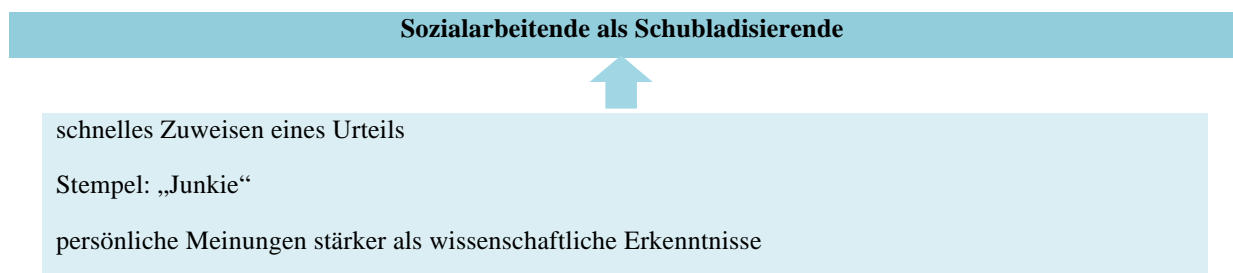 Sozialarbeitende als Schubladisierende
schnelles Zuweisen eines Urteils
Stempel: „Junkie“
persönliche Meinungen stärker als wissenschaftliche Erkenntnisse